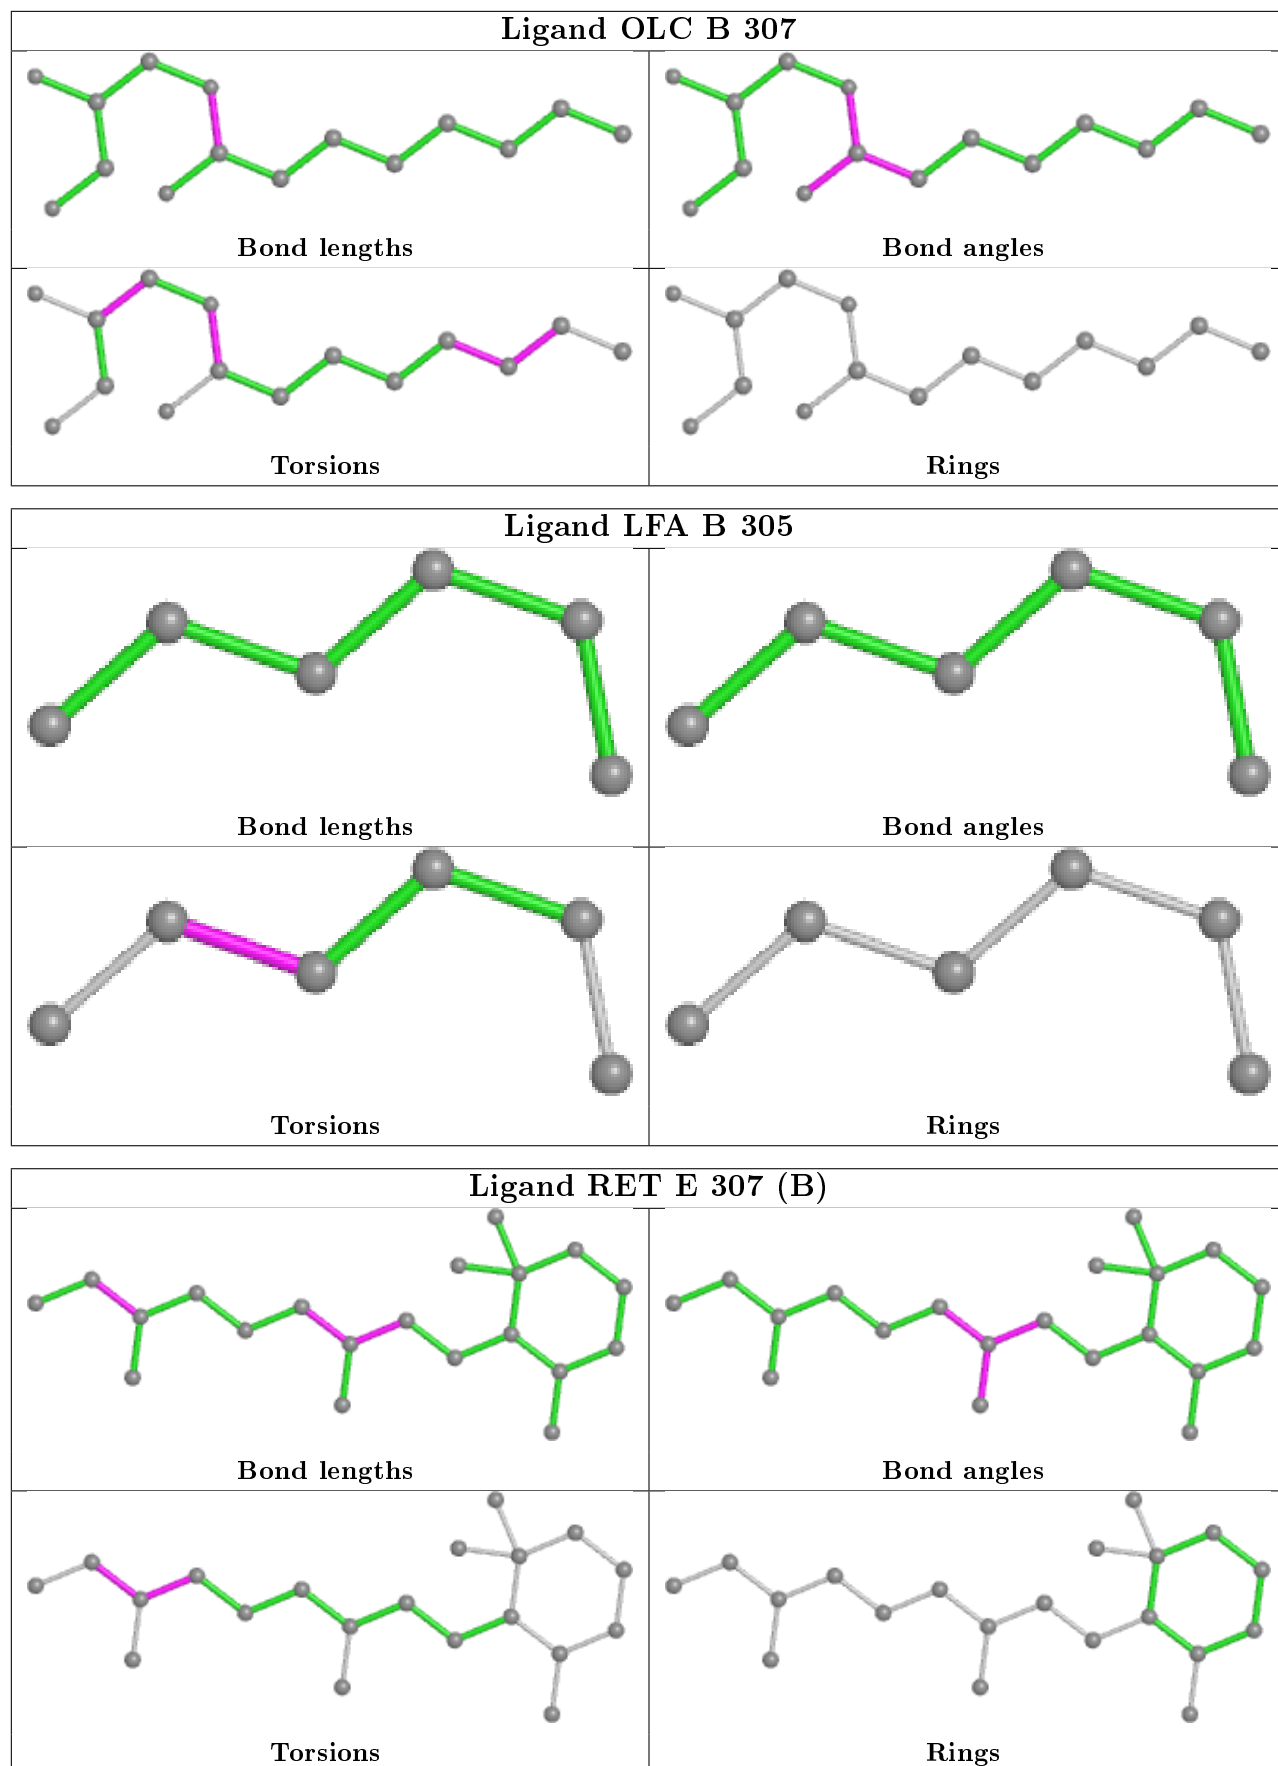 Ligand OLC B 307
Bond lengths
Bond angles
Torsions
Rings
Ligand LFA B 305
Bond lengths
Bond angles
Torsions
Rings
Ligand RET E 307 (B)
Bond lengths
Bond angles
Torsions
Rings